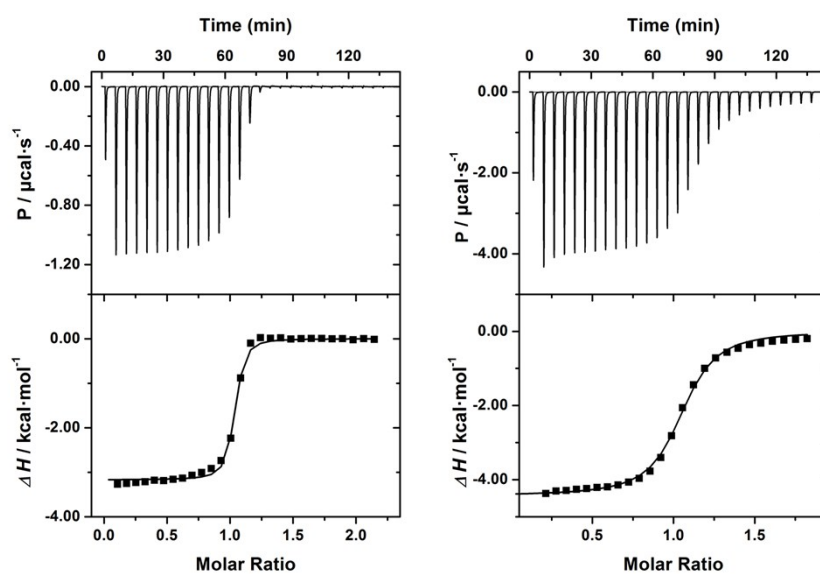 Time (min)
0 30 60 90 120
0.00
-0.40
-0.80
-1.20
P / µcal·s⁻¹
0.00
-2.00
-4.00
ΔH / kcal·mol⁻¹
0.0 0.5 1.0 1.5 2.0
Molar Ratio
Time (min)
0 30 60 90 120
0.00
-2.00
-4.00
P / µcal·s⁻¹
0.00
-2.00
-4.00
ΔH / kcal·mol⁻¹
0.5 1.0 1.5
Molar Ratio